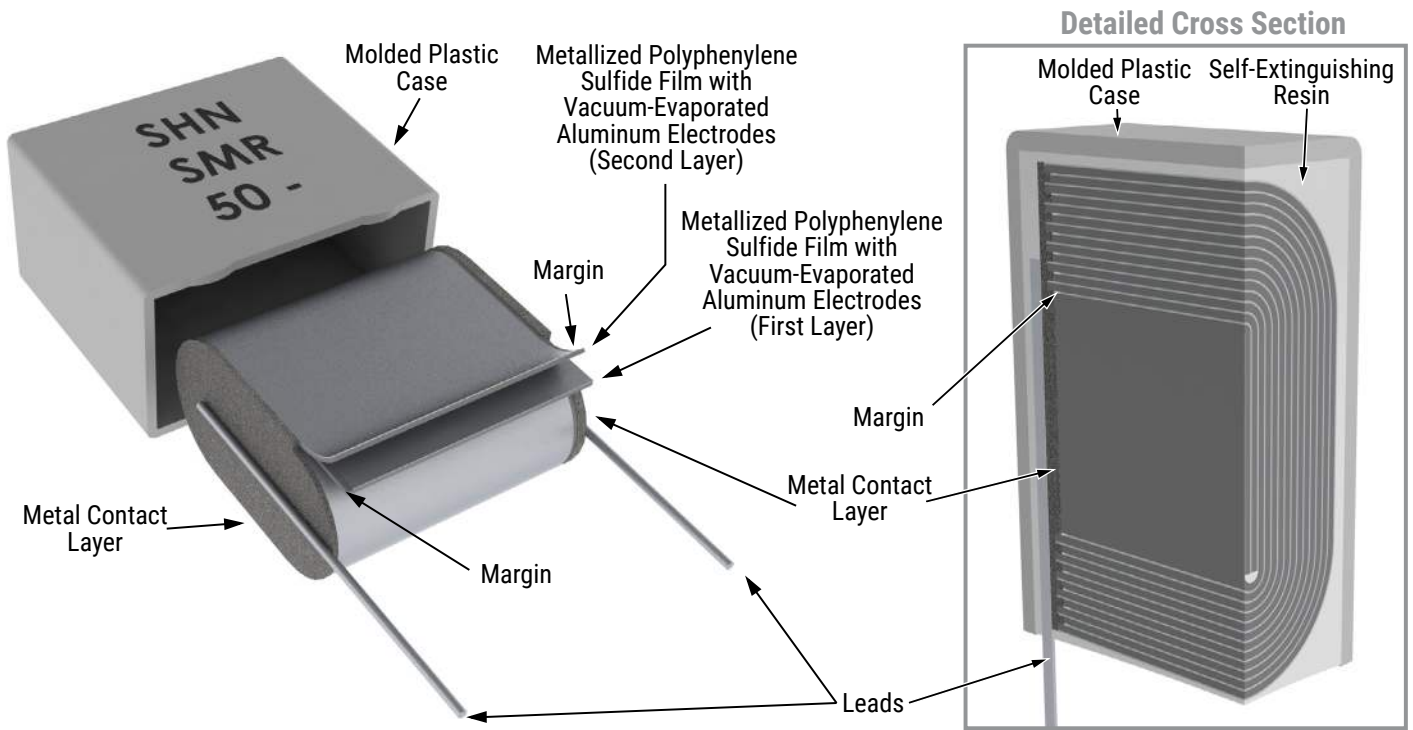 Detailed Cross Section
Molded Plastic
Case
Metallized Polyphenylene
Sulfide Film with
Vacuum-Evaporated
Aluminum Electrodes
(Second Layer)
Molded Plastic
Case
Self-Extinguishing
Resin
SHN
SMR
50 -
Metallized Polyphenylene
Sulfide Film with
Vacuum-Evaporated
Aluminum Electrodes
(First Layer)
Margin
Margin
Metal Contact
Layer
Metal Contact
Layer
Margin
Leads